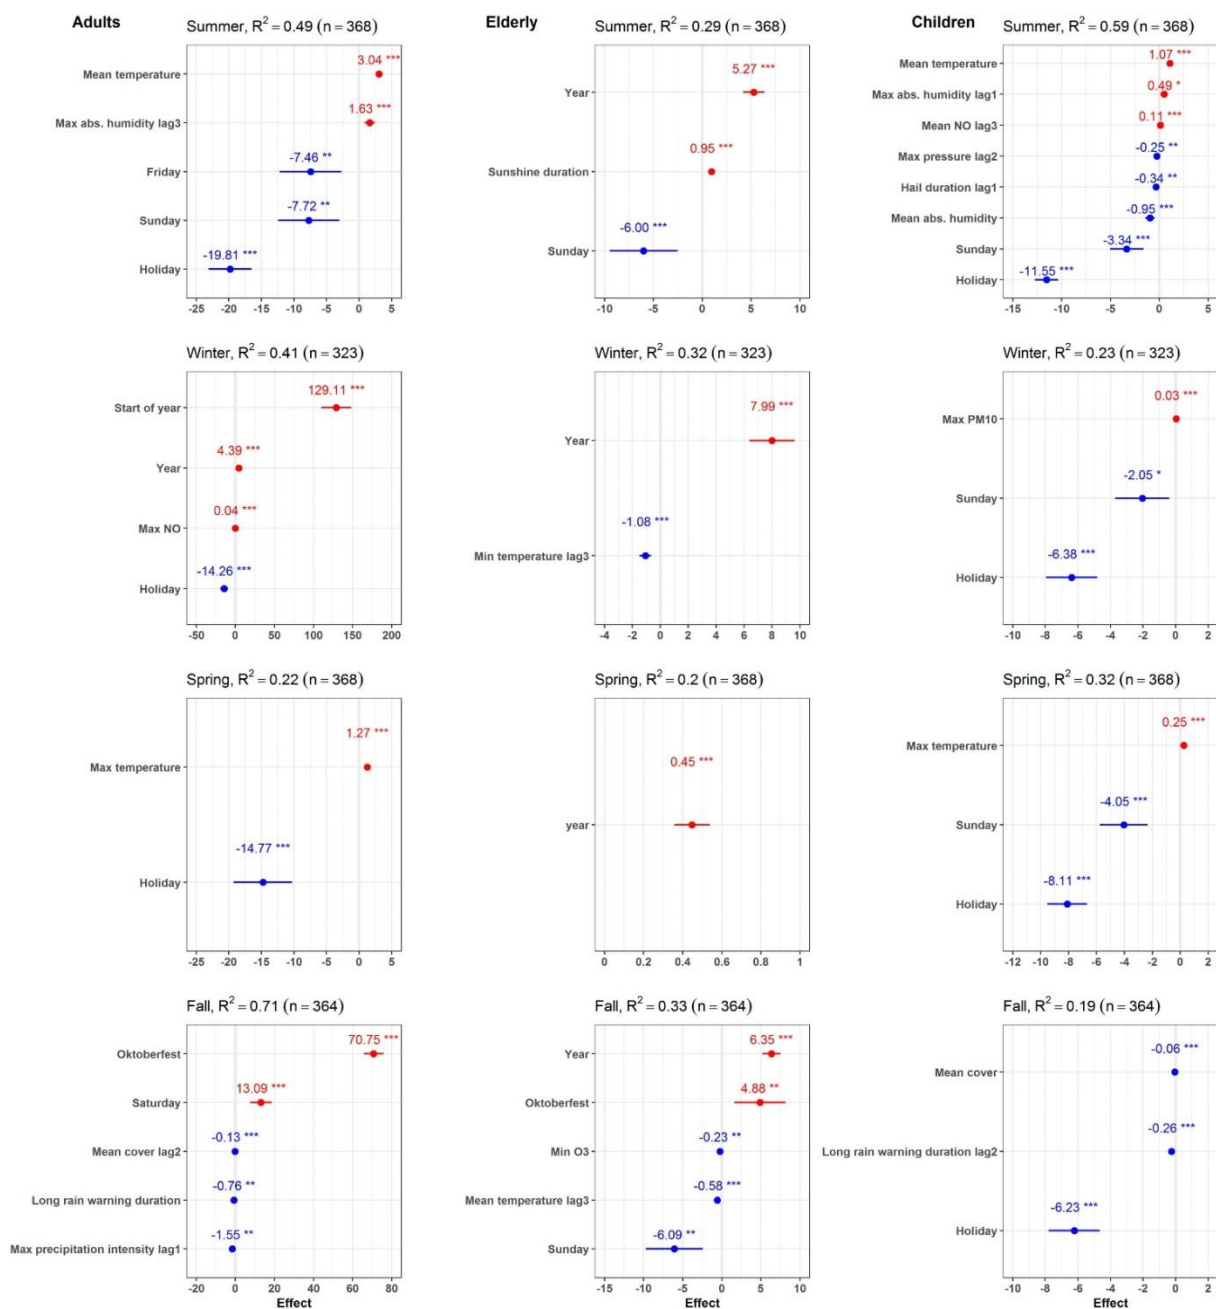 Adults
Summer, R² = 0.49 (n = 368)
Mean temperature
3.04 ***
Max abs. humidity lag3
1.63 ***
Friday
-7.46 **
Sunday
-7.72 **
Holiday
-19.81 ***
-25 -20 -15 -10 -5 0 5
Elderly
Summer, R² = 0.29 (n = 368)
Year
5.27 ***
Sunshine duration
0.95 ***
Sunday
-6.00 ***
-10 -5 0 5 10
Children
Summer, R² = 0.59 (n = 368)
Mean temperature
1.07 ***
Max abs. humidity lag1
0.49 *
Mean NO lag3
0.11 ***
Max pressure lag2
-0.25 **
Hail duration lag1
-0.34 **
Mean abs. humidity
-0.95 ***
Sunday
-3.34 ***
Holiday
-11.55 ***
-15 -10 -5 0 5
Winter, R² = 0.41 (n = 323)
Start of year
129.11 ***
Year
4.39 ***
Max NO
0.04 ***
Holiday
-14.26 ***
-50 0 50 100 150 200
Winter, R² = 0.32 (n = 323)
Year
7.99 ***
Min temperature lag3
-1.08 ***
-4 -2 0 2 4 6 8 10
Winter, R² = 0.23 (n = 323)
Max PM10
0.03 ***
Sunday
-2.05 *
Holiday
-6.38 ***
-10 -8 -6 -4 -2 0 2
Spring, R² = 0.22 (n = 368)
Max temperature
1.27 ***
Holiday
-14.77 ***
-25 -20 -15 -10 -5 0 5
Spring, R² = 0.2 (n = 368)
year
0.45 ***
0 0.2 0.4 0.6 0.8 1
Spring, R² = 0.32 (n = 368)
Max temperature
0.25 ***
Sunday
-4.05 ***
Holiday
-8.11 ***
-12 -10 -8 -6 -4 -2 0 2
Fall, R² = 0.71 (n = 364)
Oktoberfest
70.75 ***
Saturday
13.09 ***
Mean cover lag2
-0.13 ***
Long rain warning duration
-0.76 **
Max precipitation intensity lag1
-1.55 **
-20 0 20 40 60 80
Effect
Fall, R² = 0.33 (n = 364)
Year
6.35 ***
Oktoberfest
4.88 **
Min O3
-0.23 **
Mean temperature lag3
-0.58 ***
Sunday
-6.09 **
-15 -10 -5 0 5 10
Effect
Fall, R² = 0.19 (n = 364)
Mean cover
-0.06 ***
Long rain warning duration lag2
-0.26 ***
Holiday
-6.23 ***
-10 -8 -6 -4 -2 0 2
Effect